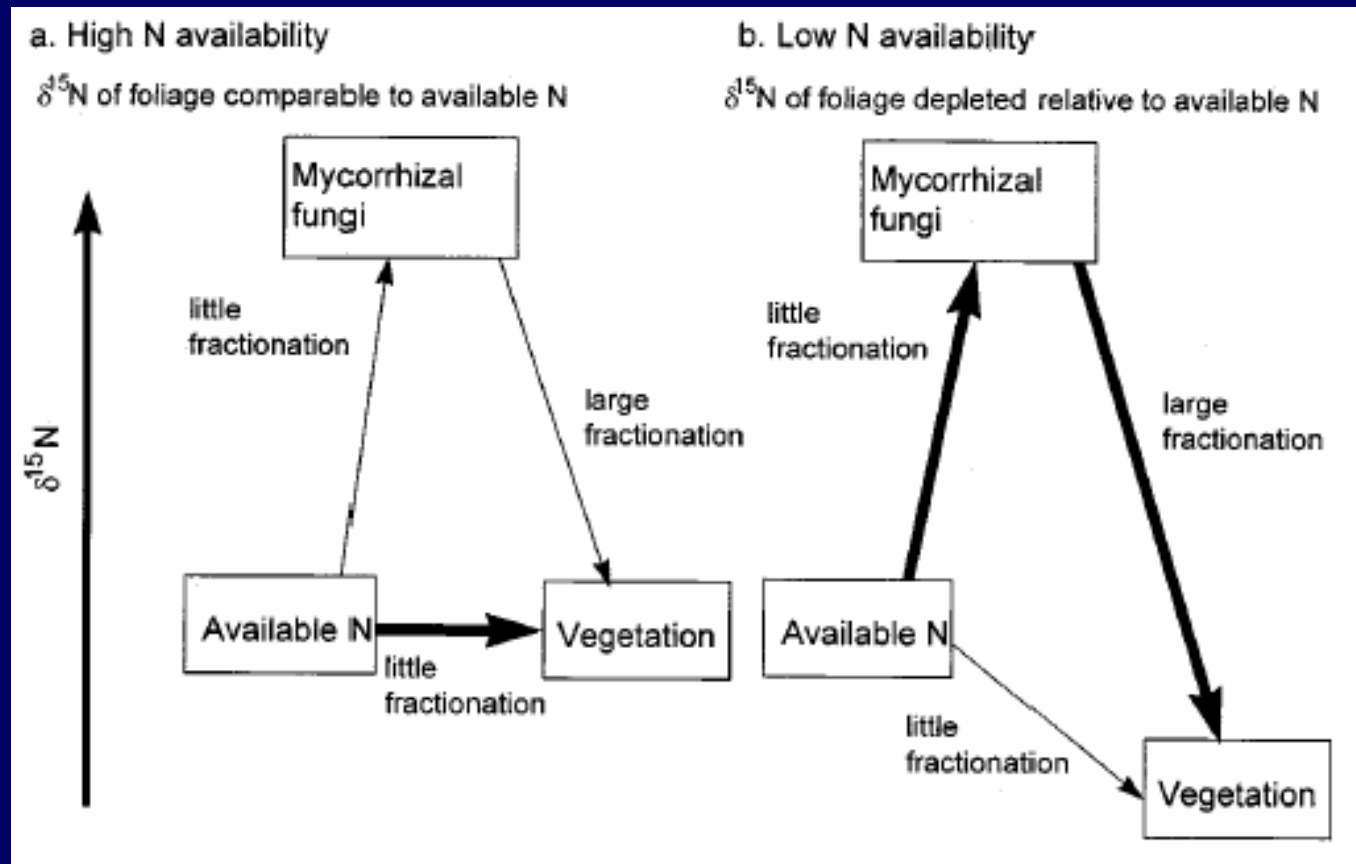 a. High N availability
δ¹⁵N of foliage comparable to available N
Mycorrhizal
fungi
little
fractionation
large
fractionation
δ¹⁵N
Available N
Vegetation
little
fractionation
b. Low N availability
δ¹⁵N of foliage depleted relative to available N
Mycorrhizal
fungi
little
fractionation
large
fractionation
Available N
little
fractionation
Vegetation